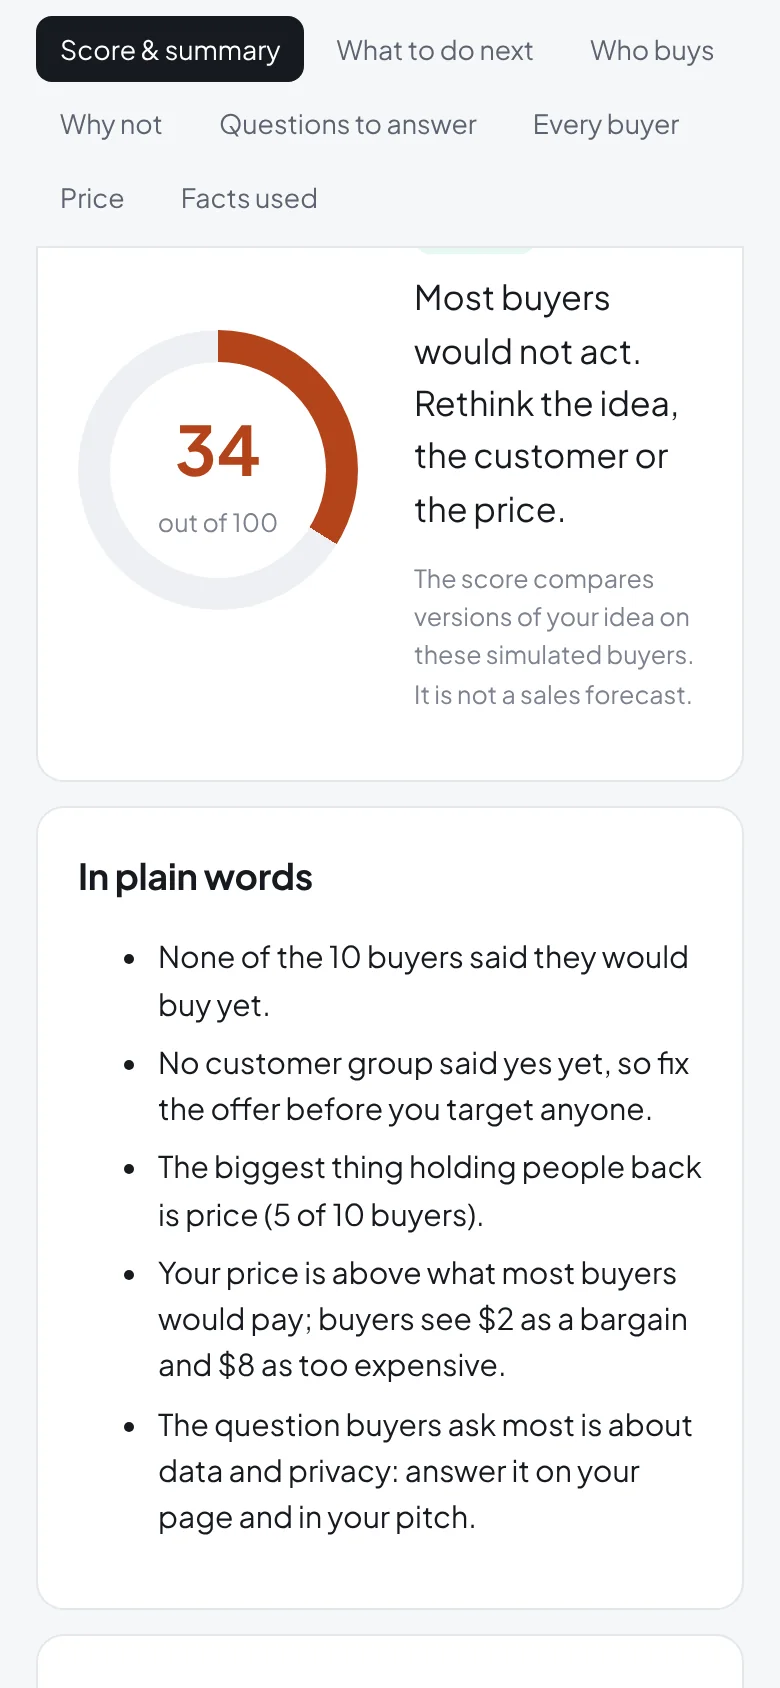 Score & summary
What to do next
Who buys
Why not
Questions to answer
Every buyer
Price
Facts used
34
out of 100
Most buyers
would not act.
Rethink the idea,
the customer or
the price.
The score compares
versions of your idea on
these simulated buyers.
It is not a sales forecast.
In plain words
• None of the 10 buyers said they would
buy yet.
• No customer group said yes yet, so fix
the offer before you target anyone.
• The biggest thing holding people back
is price (5 of 10 buyers).
• Your price is above what most buyers
would pay; buyers see $2 as a bargain
and $8 as too expensive.
• The question buyers ask most is about
data and privacy: answer it on your
page and in your pitch.